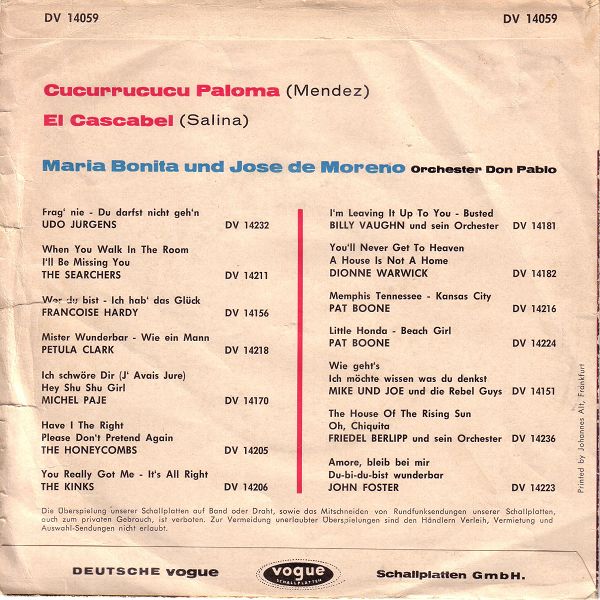 DV 14059
DV 14059
Cucurrucucu Paloma (Mendez)
El Cascabel (Salina)
Maria Bonita und Jose de Moreno Orchester Don Pablo
Frag' nie - Du darfst nicht geh'n
UDO JÜRGENS DV 14232
When You Walk In The Room
I'll Be Missing You
THE SEARCHERS DV 14211
Wer du bist - Ich hab' das Glück
FRANCOISE HARDY DV 14156
Mister Wunderbar - Wie ein Mann
PETULA CLARK DV 14218
Ich schwöre Dir (J' Avais Jure)
Hey Shu Shu Girl
MICHEL PAJE DV 14170
Have I The Right
Please Don't Pretend Again
THE HONEYCOMBS DV 14205
You Really Got Me - It's All Right
THE KINKS DV 14206
I'm Leaving It Up To You - Busted
BILLY VAUGHN und sein Orchester DV 14181
You'll Never Get To Heaven
A House Is Not A Home
DIONNE WARWICK DV 14182
Memphis Tennessee - Kansas City
PAT BOONE DV 14216
Little Honda - Beach Girl
PAT BOONE DV 14224
Wie geht's
Ich möchte wissen was du denkst
MIKE UND JOE und die Rebel Guys DV 14151
The House Of The Rising Sun
Oh, Chiquita
FRIEDEL BERLIPP und sein Orchester DV 14236
Amore, bleib bei mir
Du-bi-du-bist wunderbar
JOHN FOSTER DV 14223
Printed by Johannes Alt, Frankfurt
Die Überspielung unserer Schallplatten auf Band oder Draht, sowie das Mitschneiden von Rundfunksendungen unserer Schallplatten,
auch zum privaten Gebrauch, ist verboten. Zur Vermeidung unerlaubter Überspielungen sind den Händlern Verleih, Vermietung und
Auswahl-Sendungen nicht erlaubt.
DEUTSCHE vogue
vogue
SCHALLPLATTEN
Schallplatten GmbH.